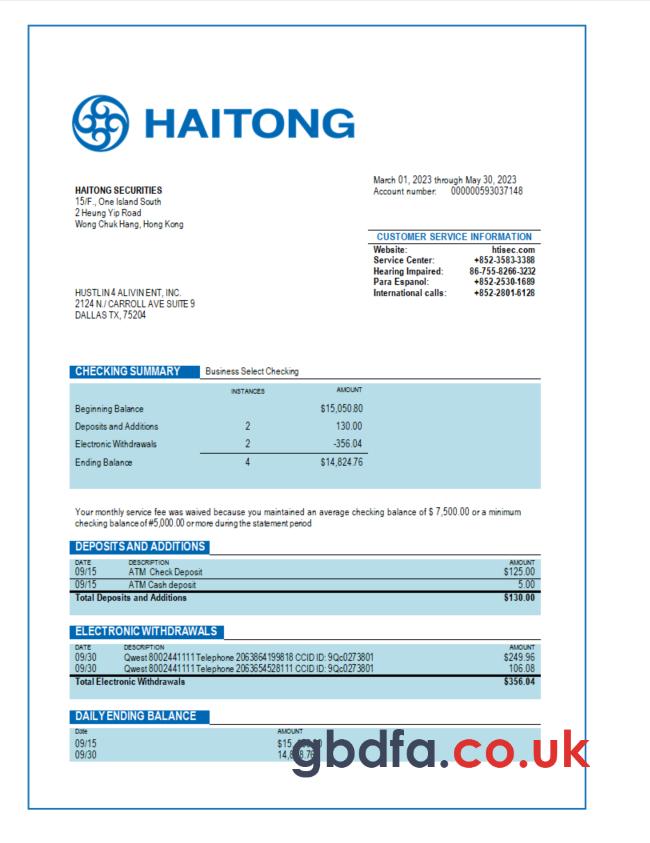 HAITONG
March 01, 2023 through May 30, 2023
Account number: 000000593037148
HAITONG SECURITIES
15/F., One Island South
2 Heung Yip Road
Wong Chuk Hang, Hong Kong
CUSTOMER SERVICE INFORMATION
Website: htisec.com
Service Center: +852-3583-3388
Hearing Impaired: 86-755-8266-3232
Para Espanol: +852-2530-1689
International calls: +852-2801-6128
HUSTLIN 4 ALIVIN ENT, INC.
2124 N./ CARROLL AVE SUITE 9
DALLAS TX, 75204
CHECKING SUMMARY Business Select Checking
INSTANCES AMOUNT
Beginning Balance $15,050.80
Deposits and Additions 2 130.00
Electronic Withdrawals 2 -356.04
Ending Balance 4 $14,824.76
Your monthly service fee was waived because you maintained an average checking balance of $ 7,500.00 or a minimum
checking balance of #5,000.00 or more during the statement period
DEPOSITS AND ADDITIONS
DATE DESCRIPTION AMOUNT
09/15 ATM Check Deposit $125.00
09/15 ATM Cash deposit 5.00
Total Deposits and Additions $130.00
ELECTRONIC WITHDRAWALS
DATE DESCRIPTION AMOUNT
09/30 Qwest 8002441111 Telephone 2063864199818 CCID ID: 9Qc0273801 $249.96
09/30 Qwest 8002441111 Telephone 2063654528111 CCID ID: 9Qc0273801 106.08
Total Electronic Withdrawals $356.04
DAILY ENDING BALANCE
Date AMOUNT
09/15
09/30
gbdfa.co.uk